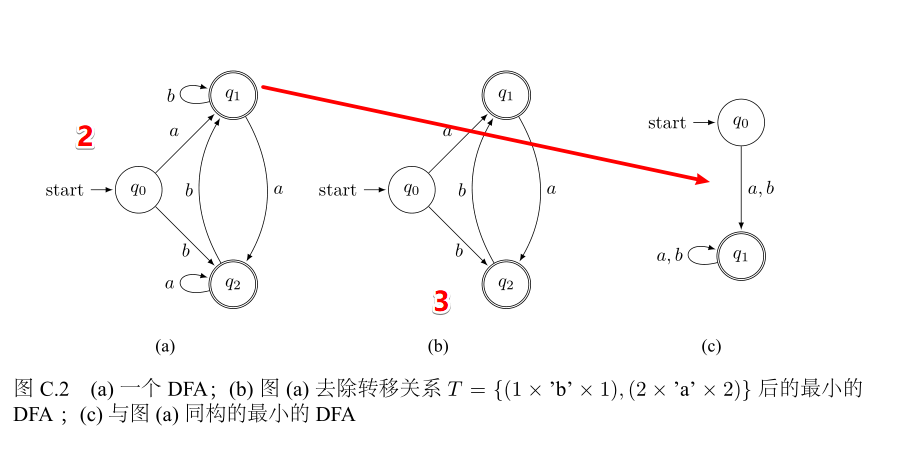 b
q1
q1
q0
start
a
a
2
start
q0
b
a
start
q0
b
a
a, b
b
b
a, b
q1
a
q2
q2
3
(a)
(b)
(c)
图 C.2 (a) 一个 DFA；(b) 图 (a) 去除转移关系 T = {(1 × ’b’ × 1), (2 × ’a’ × 2)} 后的最小的
DFA ；(c) 与图 (a) 同构的最小的 DFA